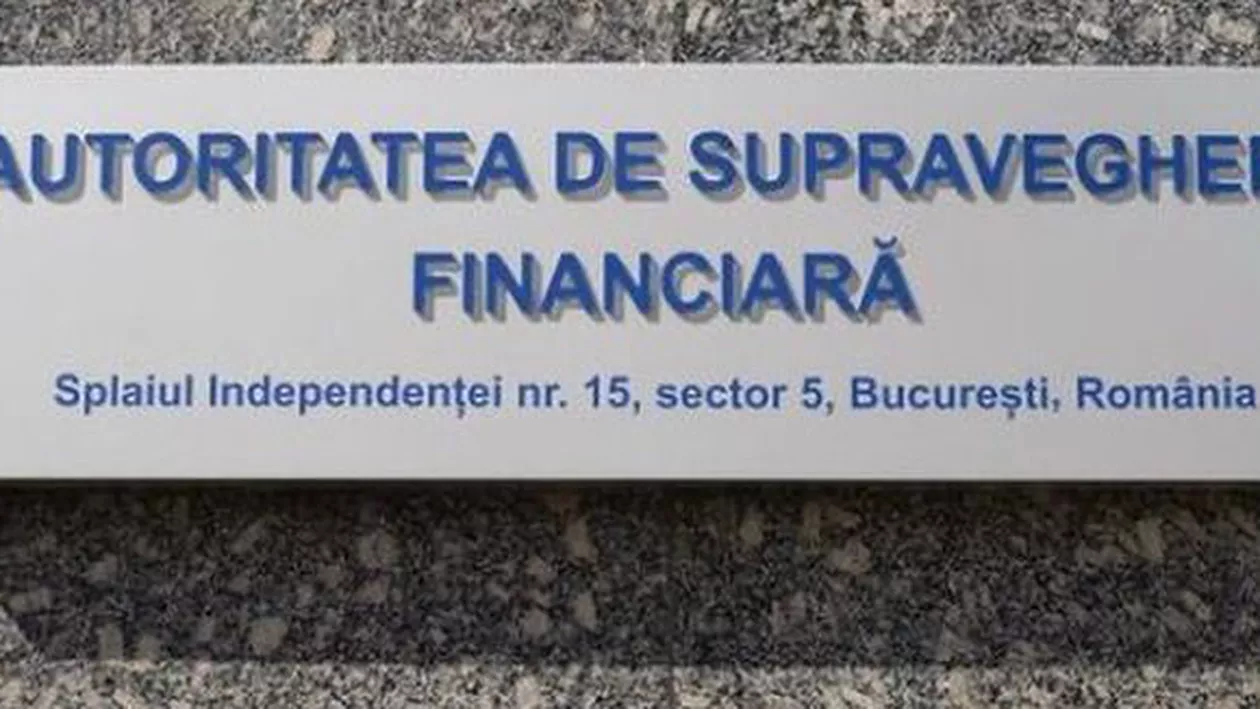 AUTORITATEA DE SUPRAVEGHE
FINANCIARĂ
Splaiul Independenței nr. 15, sector 5, București, România